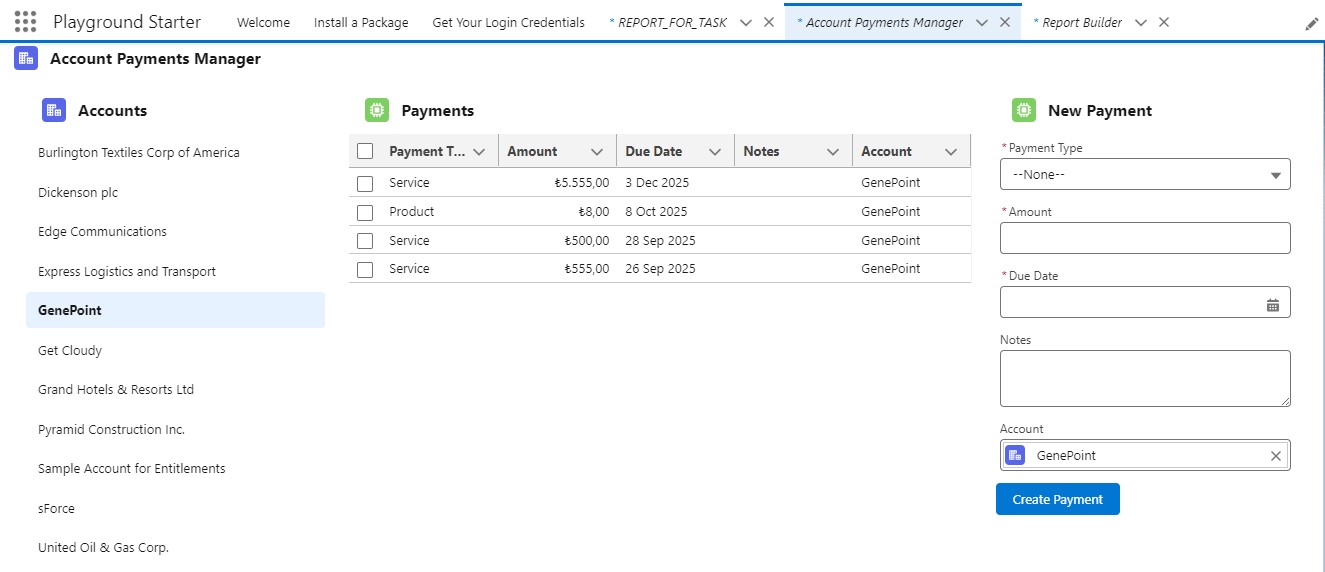 Playground Starter Welcome Install a Package Get Your Login Credentials * REPORT_FOR_TASK * Account Payments Manager * Report Builder
Account Payments Manager
Accounts
Burlington Textiles Corp of America
Dickenson plc
Edge Communications
Express Logistics and Transport
GenePoint
Get Cloudy
Grand Hotels & Resorts Ltd
Pyramid Construction Inc.
Sample Account for Entitlements
sForce
United Oil & Gas Corp.
Payments
Payment T... Amount Due Date Notes Account
Service ₺5.555,00 3 Dec 2025 GenePoint
Product ₺8,00 8 Oct 2025 GenePoint
Service ₺500,00 28 Sep 2025 GenePoint
Service ₺555,00 26 Sep 2025 GenePoint
New Payment
* Payment Type
--None--
* Amount
* Due Date
Notes
Account
GenePoint
Create Payment